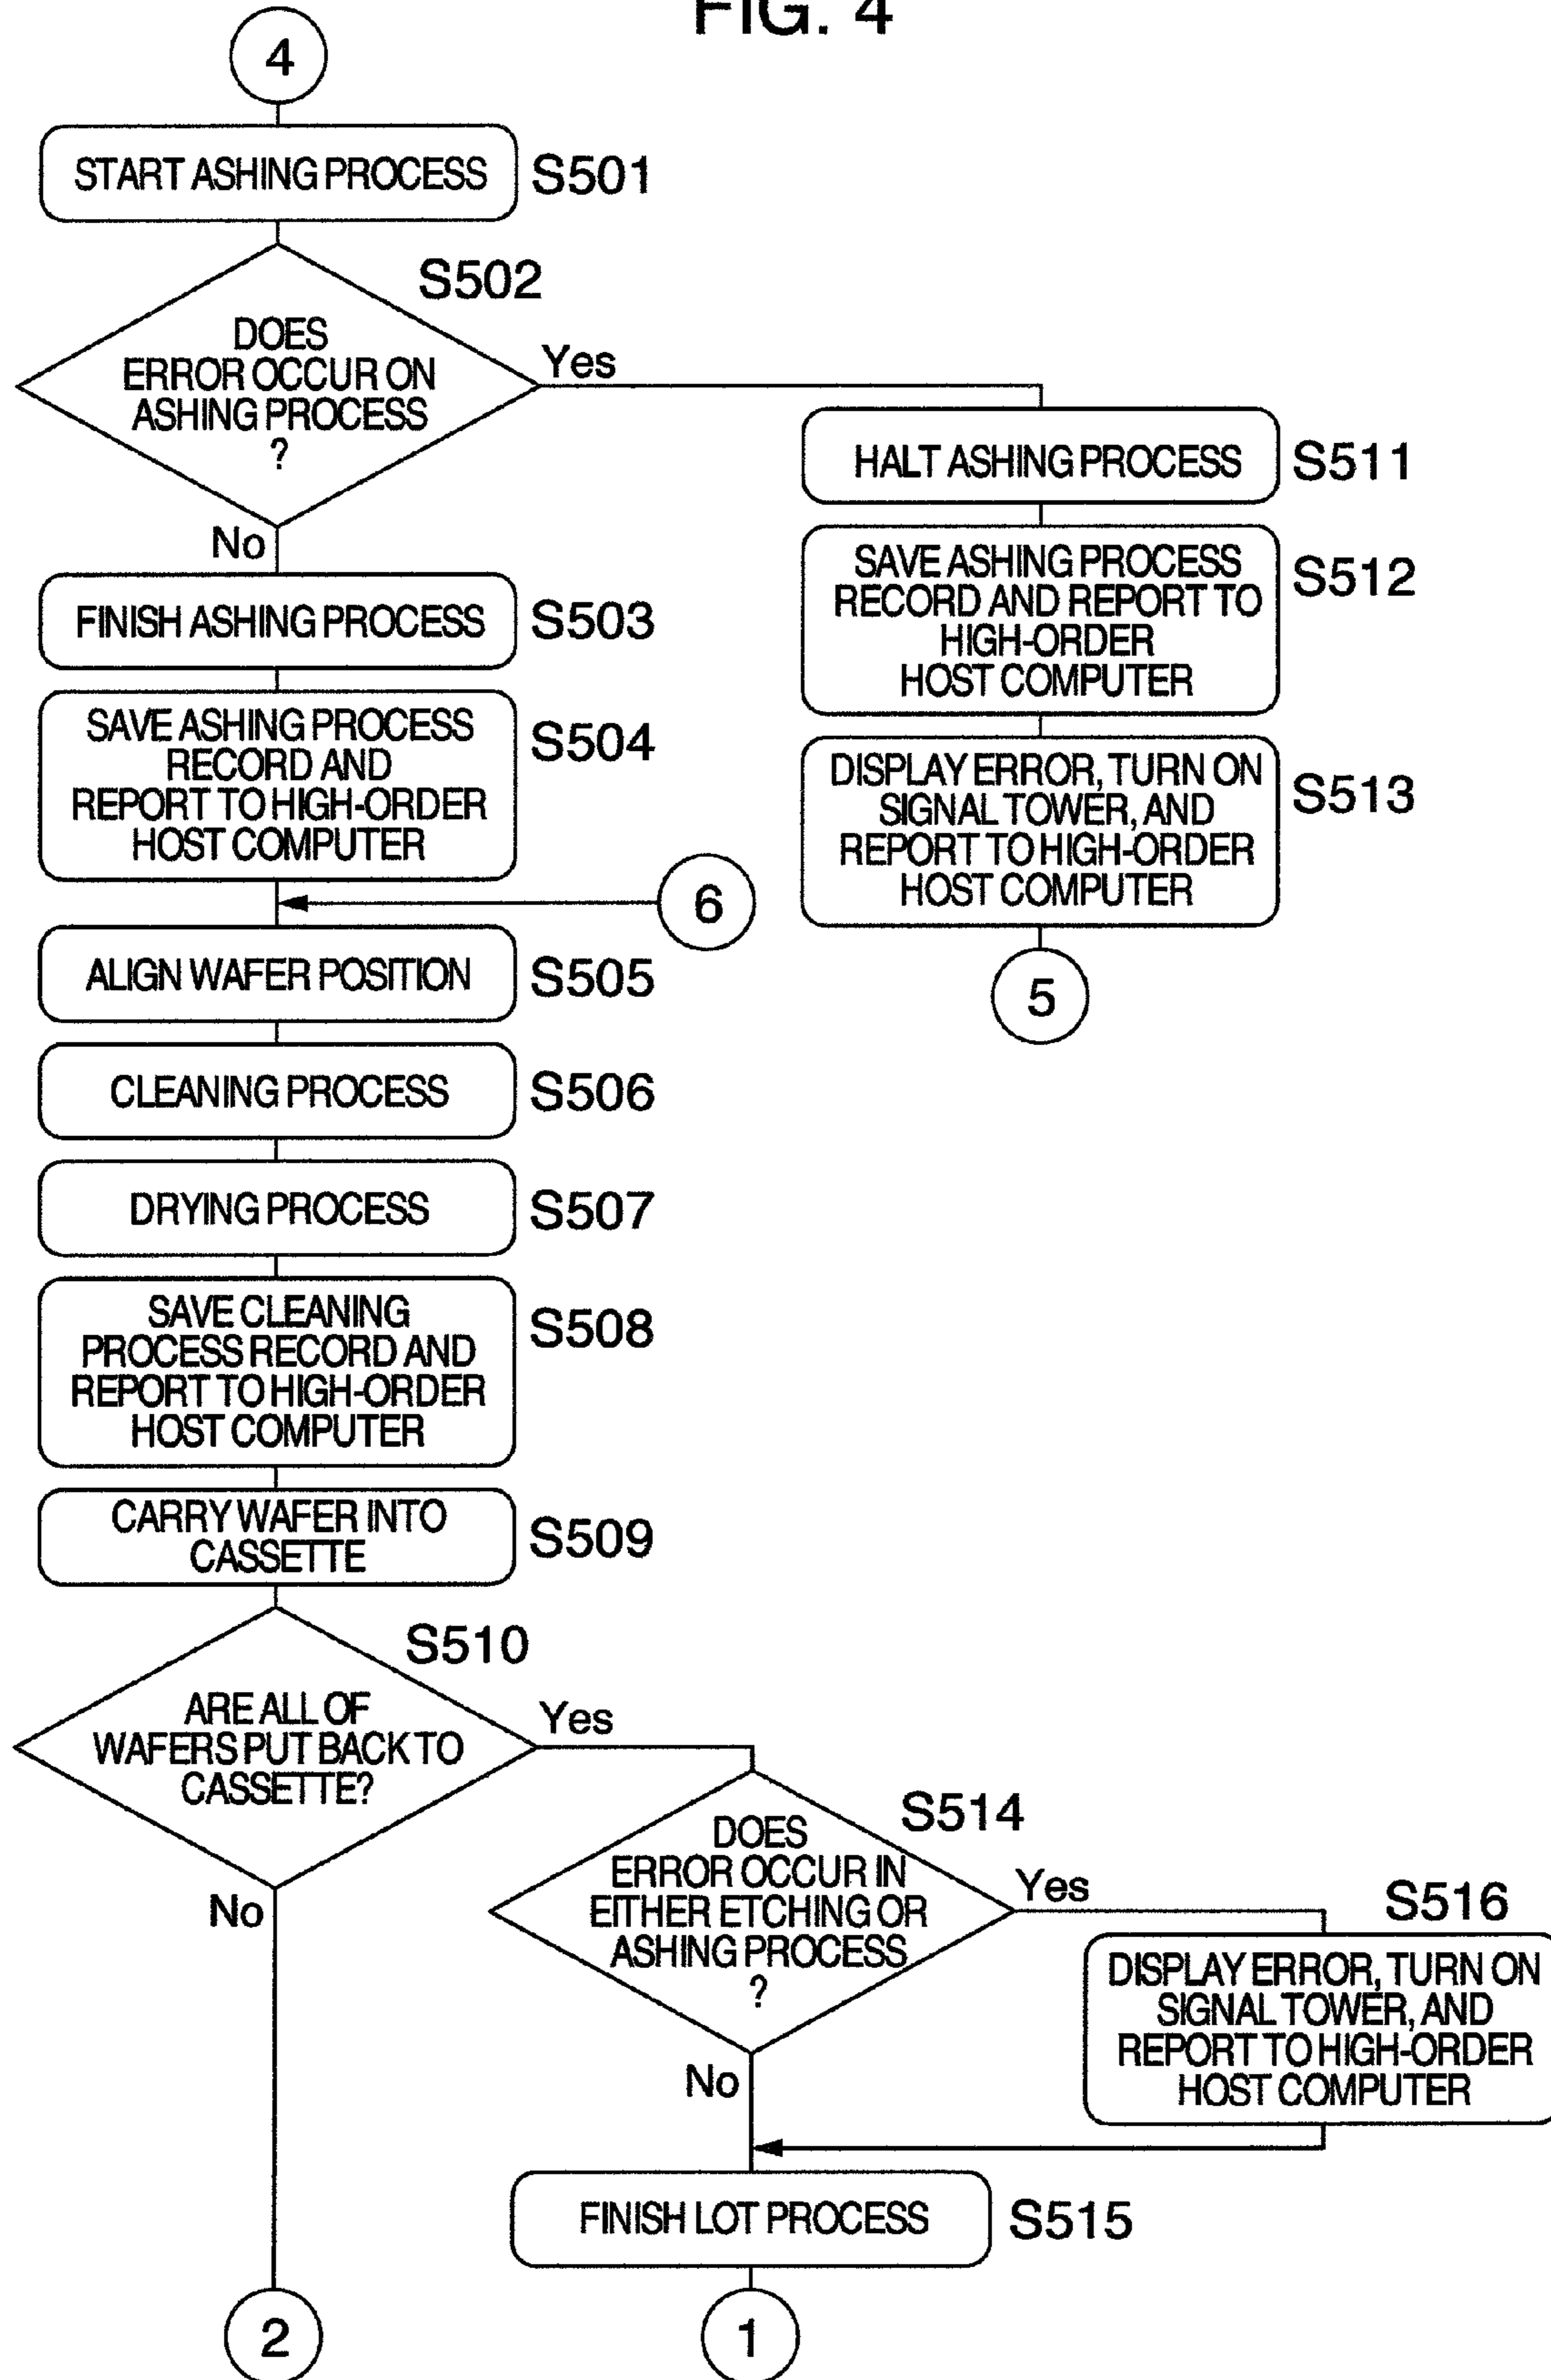 FIG. 4
4
START ASHING PROCESS
S501
S502
DOES
ERROR OCCUR ON
ASHING PROCESS
?
Yes
No
HALT ASHING PROCESS
S511
SAVE ASHING PROCESS
RECORD AND REPORT TO
HIGH-ORDER
HOST COMPUTER
S512
DISPLAY ERROR, TURN ON
SIGNAL TOWER, AND
REPORT TO HIGH-ORDER
HOST COMPUTER
S513
5
FINISH ASHING PROCESS
S503
SAVE ASHING PROCESS
RECORD AND
REPORT TO HIGH-ORDER
HOST COMPUTER
S504
6
ALIGN WAFER POSITION
S505
CLEANING PROCESS
S506
DRYING PROCESS
S507
SAVE CLEANING
PROCESS RECORD AND
REPORT TO HIGH-ORDER
HOST COMPUTER
S508
CARRY WAFER INTO
CASSETTE
S509
S510
ARE ALL OF
WAFERS PUT BACK TO
CASSETTE?
Yes
No
S514
DOES
ERROR OCCUR IN
EITHER ETCHING OR
ASHING PROCESS
?
Yes
No
S516
DISPLAY ERROR, TURN ON
SIGNAL TOWER, AND
REPORT TO HIGH-ORDER
HOST COMPUTER
FINISH LOT PROCESS
S515
2
1